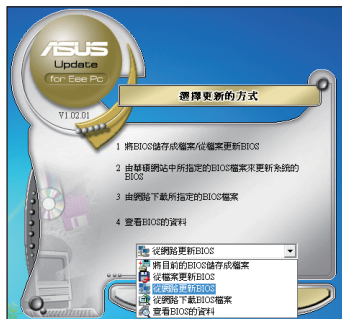 ASUS
Update
for Eee Pc
V1.02.01
選擇更新的方式
1 將BIOS儲存成檔案/從檔案更新BIOS
2 由華碩網站中所指定的BIOS檔案來更新系統的
BIOS
3 由網路下載所指定的BIOS檔案
4 查看BIOS的資料
從網路更新BIOS
將目前的BIOS儲存成檔案
從檔案更新BIOS
從網路更新BIOS
從網路下載BIOS檔案
查看BIOS的資料